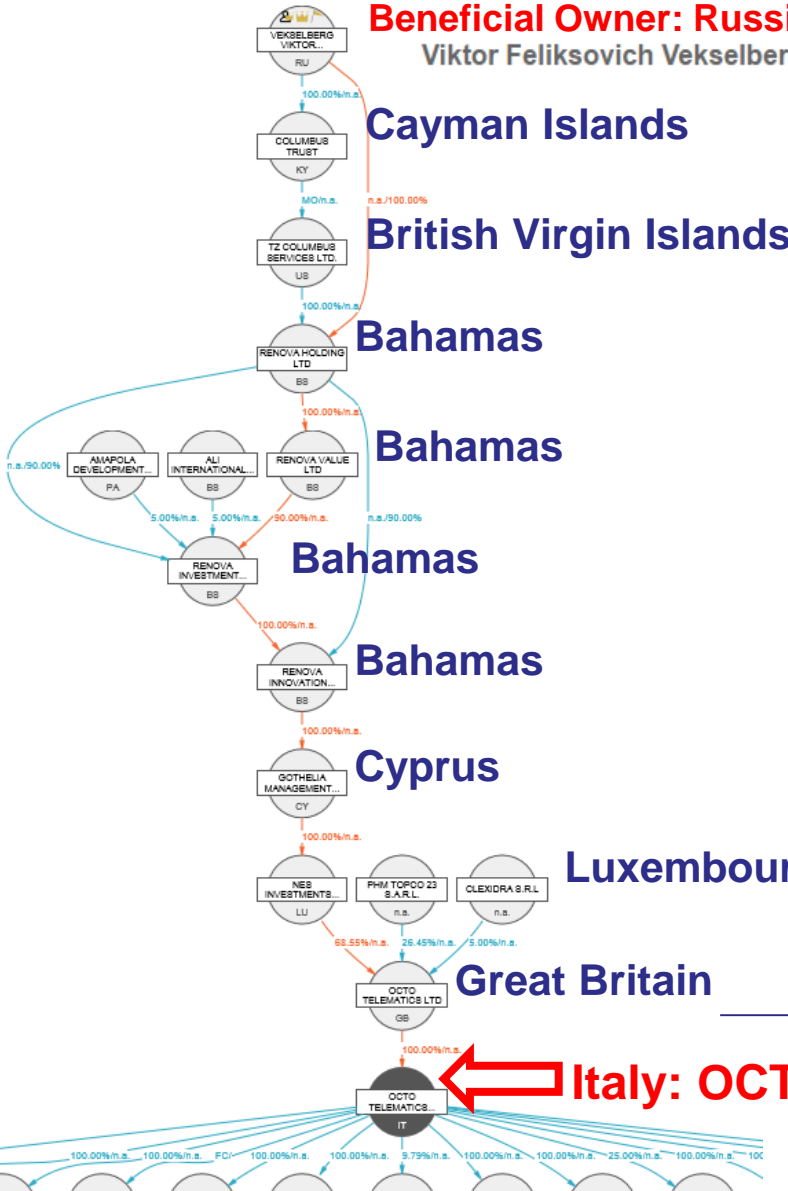 Beneficial Owner: Russi
Viktor Feliksovich Vekselber
VEKSELBERG
VIKTOR...
RU
100.00%/n.a.
Cayman Islands
COLUMBUS
TRUST
KY
MO/n.a.
n.a./100.00%
British Virgin Islands
TZ COLUMBUS
SERVICES LTD.
US
100.00%/n.a.
Bahamas
RENOVA HOLDING
LTD
BS
100.00%/n.a.
Bahamas
n.a./90.00%
AMAPOLA
DEVELOPMENT...
PA
ALI
INTERNATIONAL...
BS
RENOVA VALUE
LTD
BS
5.00%/n.a.
5.00%/n.a.
90.00%/n.a.
n.a./90.00%
Bahamas
RENOVA
INVESTMENT...
BS
100.00%/n.a.
Bahamas
RENOVA
INNOVATION...
BS
100.00%/n.a.
Cyprus
GOTHELIA
MANAGEMENT...
CY
100.00%/n.a.
Luxembour
NES
INVESTMENTS...
LU
PHM TOPCO 23
S.A.R.L.
n.a.
CLEXIDRA S.R.L
n.a.
68.55%/n.a.
26.45%/n.a.
5.00%/n.a.
Great Britain
OCTO
TELEMATICS LTD
GB
100.00%/n.a.
Italy: OCT
OCTO
TELEMATICS...
IT
100.00%/n.a.
100.00%/n.a.
FC/-
100.00%/n.a.
100.00%/n.a.
9.79%/n.a.
100.00%/n.a.
100.00%/n.a.
25.00%/n.a.
100.00%/n.a.
100